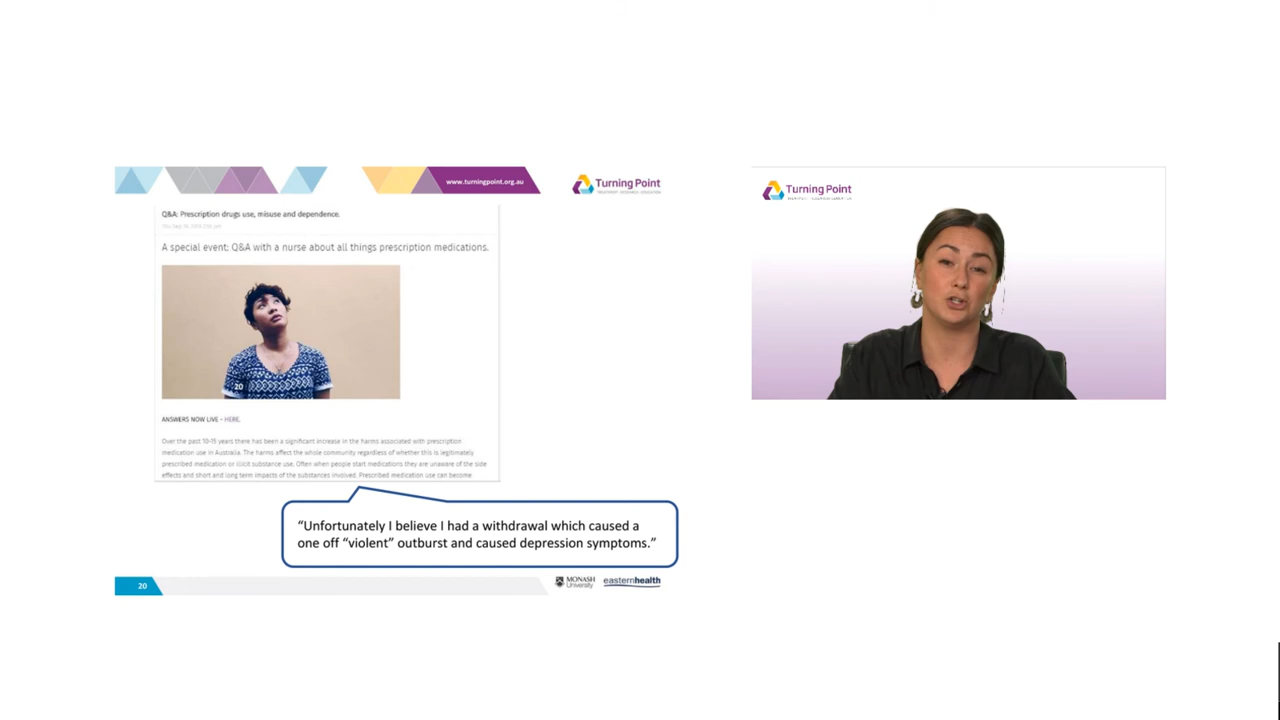 www.turningpoint.org.au
Turning Point
TREATMENT. RESEARCH. EDUCATION
Q&A: Prescription drugs use, misuse and dependence.
A special event: Q&A with a nurse about all things prescription medications.
20
ANSWERS NOW LIVE - HERE.
Over the past 10-15 years there has been a significant increase in the harms associated with prescription
medication use in Australia. The harms affect the whole community regardless of whether this is legitimately
prescribed medication or illicit substance use. Often when people start medications they are unaware of the side
effects and short and long term impacts of the substances involved. Prescribed medication use can become
“Unfortunately I believe I had a withdrawal which caused a
one off “violent” outburst and caused depression symptoms.”
20
MONASH
University
easternhealth
Turning Point